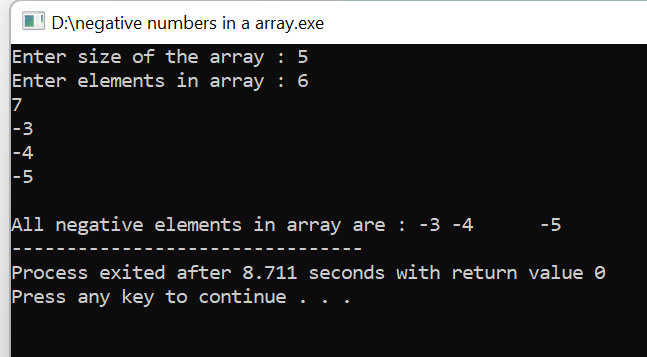 D:\negative numbers in a array.exe
Enter size of the array : 5
Enter elements in array : 6
7
-3
-4
-5
All negative elements in array are : -3 -4      -5
--------------------------------
Process exited after 8.711 seconds with return value 0
Press any key to continue . . .